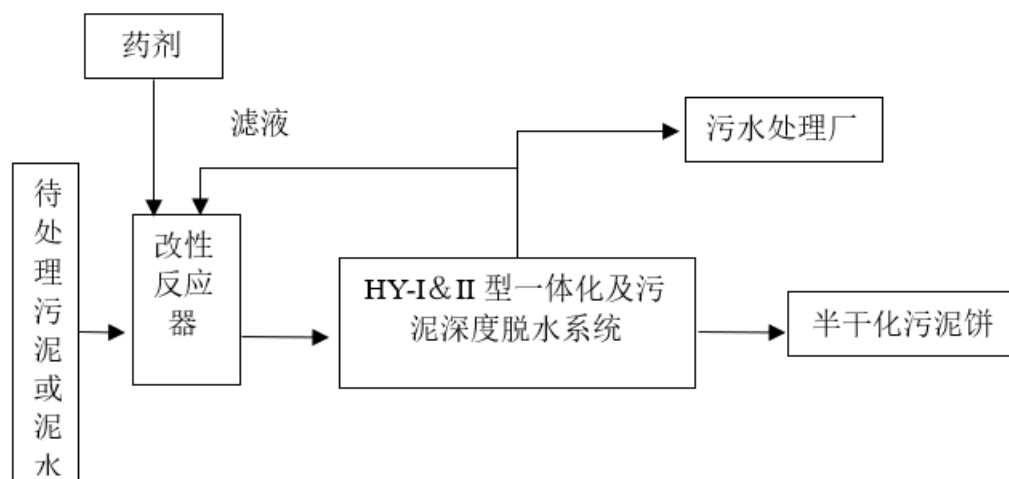 药剂
滤液
污水处理厂
待
处
理
污
泥
或
泥
水
改性
反应
器
HY-I&II 型一体化及污
泥深度脱水系统
半干化污泥饼